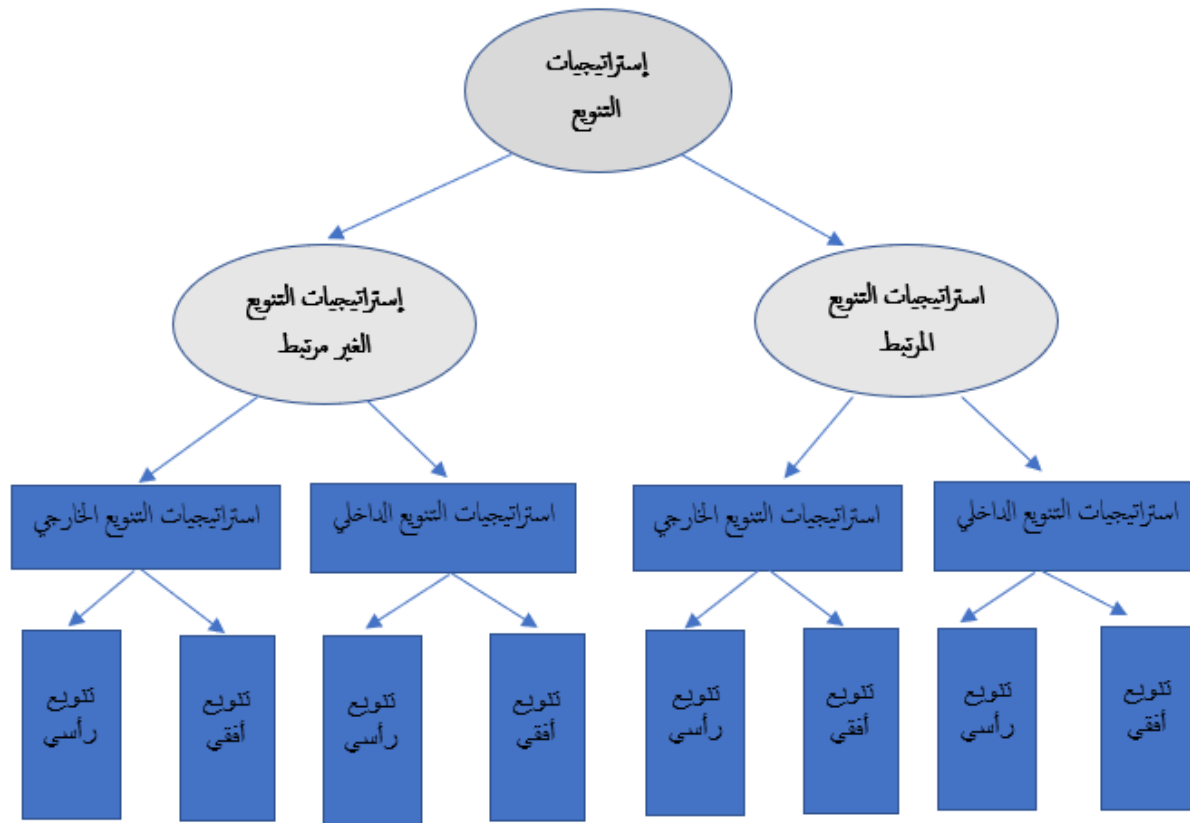 إستراتيجيات
التنويع
استراتيجيات التنويع
المرتبط
إستراتيجيات التنويع
الغير مرتبط
استراتيجيات التنويع الداخلي
استراتيجيات التنويع الخارجي
استراتيجيات التنويع الداخلي
استراتيجيات التنويع الخارجي
تنويع
أفقي
تنويع
رأسي
تنويع
أفقي
تنويع
رأسي
تنويع
أفقي
تنويع
رأسي
تنويع
أفقي
تنويع
رأسي